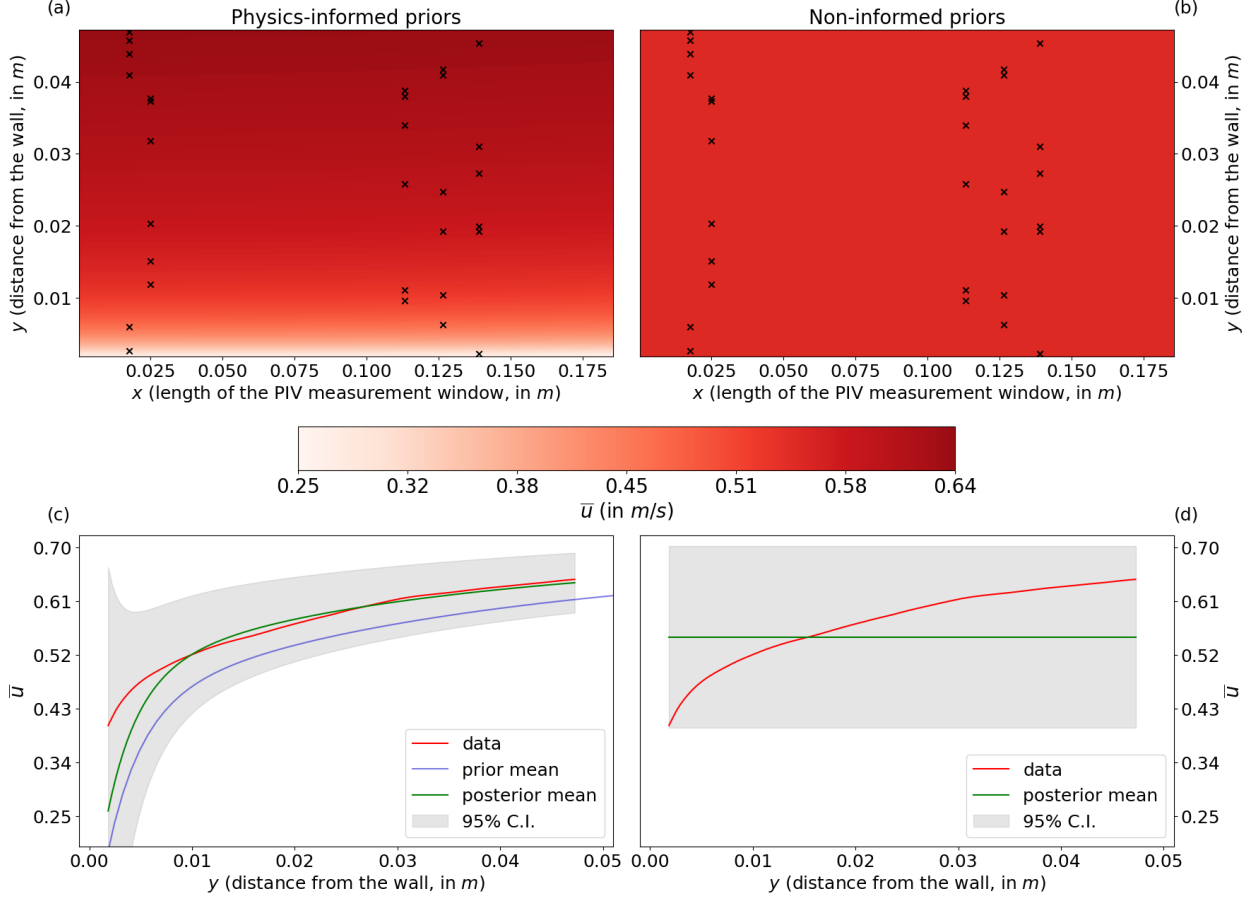 (a)
Physics-informed priors
Non-informed priors
(b)
0.04
0.03
0.02
0.01
y (distance from the wall, in m)
0.04
0.03
0.02
0.01
y (distance from the wall, in m)
0.025 0.050 0.075 0.100 0.125 0.150 0.175
0.025 0.050 0.075 0.100 0.125 0.150 0.175
x (length of the PIV measurement window, in m)
x (length of the PIV measurement window, in m)
0.25 0.32 0.38 0.45 0.51 0.58 0.64
u̅ (in m/s)
(c)
(d)
0.70
0.61
0.52
0.43
0.34
0.25
u̅
data
prior mean
posterior mean
95% C.I.
0.00 0.01 0.02 0.03 0.04 0.05
y (distance from the wall, in m)
data
posterior mean
95% C.I.
0.70
0.61
0.52
0.43
0.34
0.25
u̅
0.00 0.01 0.02 0.03 0.04 0.05
y (distance from the wall, in m)